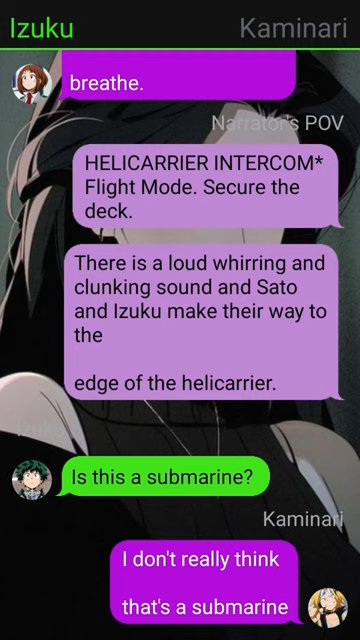 Izuku
Kaminari
breathe.
Narrator's POV
HELICARRIER INTERCOM*
Flight Mode. Secure the
deck.
There is a loud whirring and
clunking sound and Sato
and Izuku make their way to
the
edge of the helicarrier.
Izuku
Is this a submarine?
Kaminari
I don't really think
that's a submarine